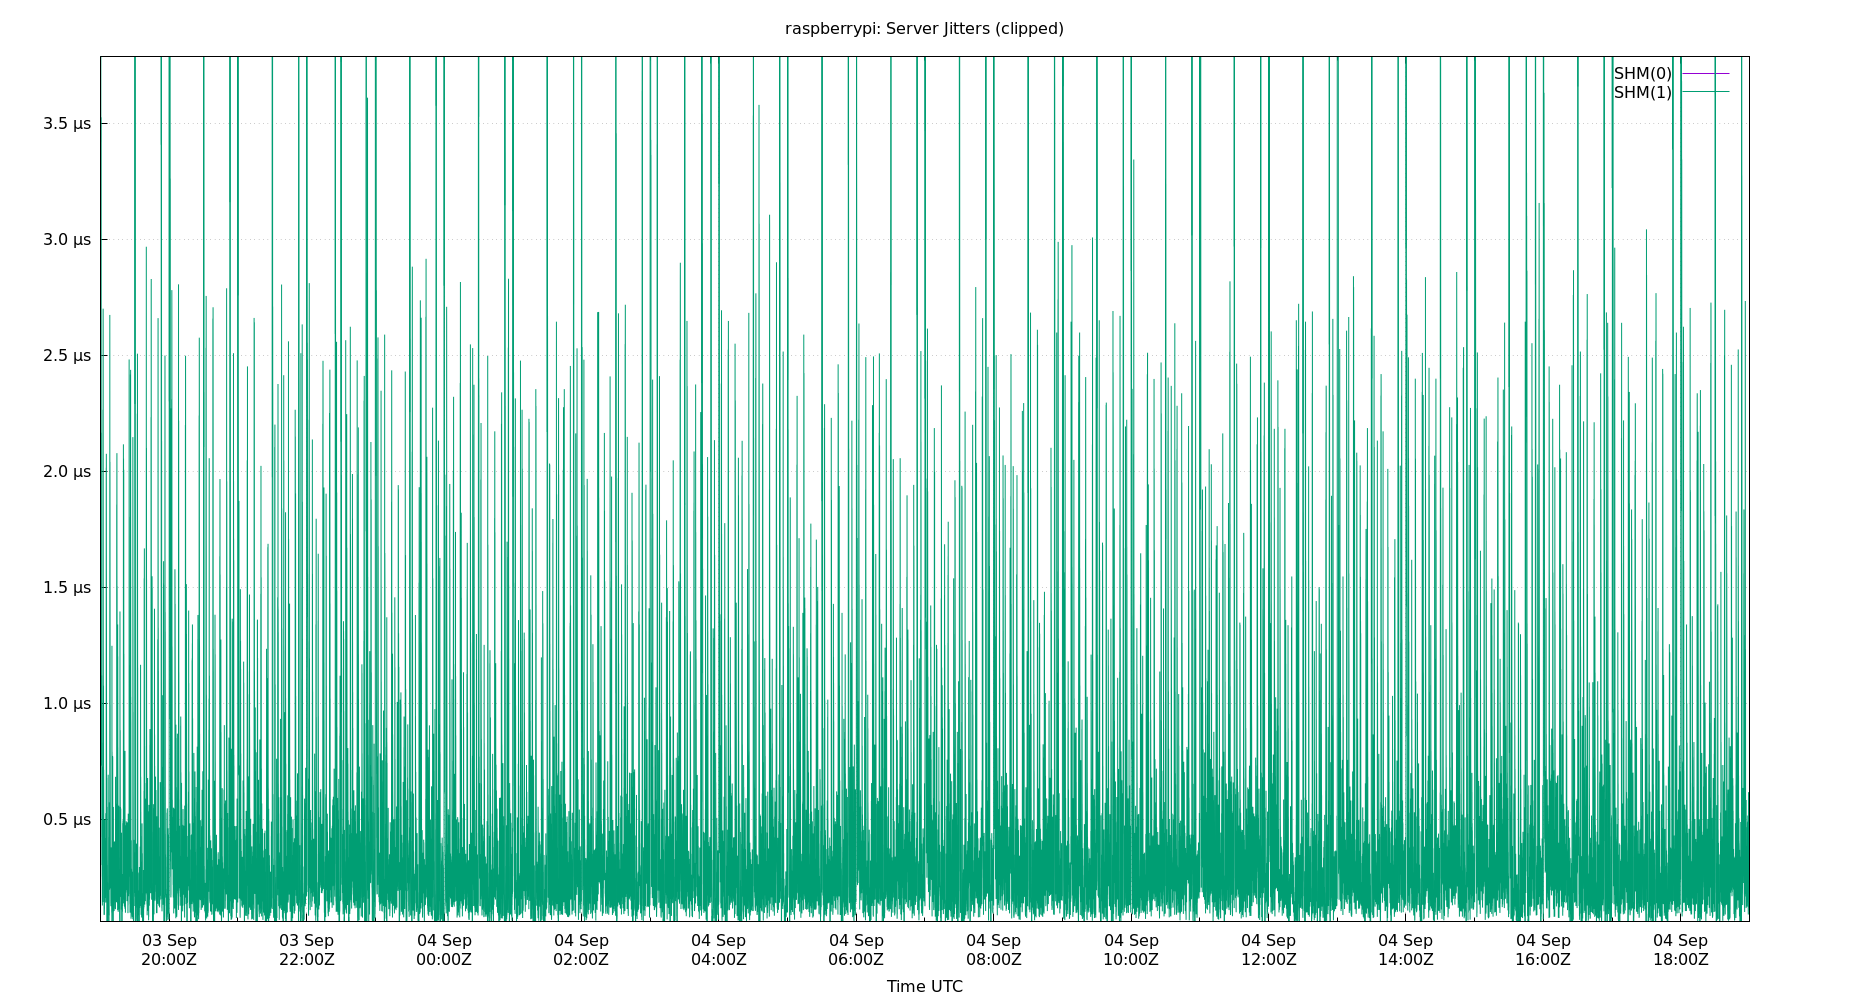 raspberrypi: Server Jitters (clipped)
SHM(0)
SHM(1)
3.5 µs
3.0 µs
2.5 µs
2.0 µs
1.5 µs
1.0 µs
0.5 µs
03 Sep 03 Sep 04 Sep 04 Sep 04 Sep 04 Sep 04 Sep 04 Sep 04 Sep 04 Sep 04 Sep 04 Sep
20:00Z 22:00Z 00:00Z 02:00Z 04:00Z 06:00Z 08:00Z 10:00Z 12:00Z 14:00Z 16:00Z 18:00Z
Time UTC